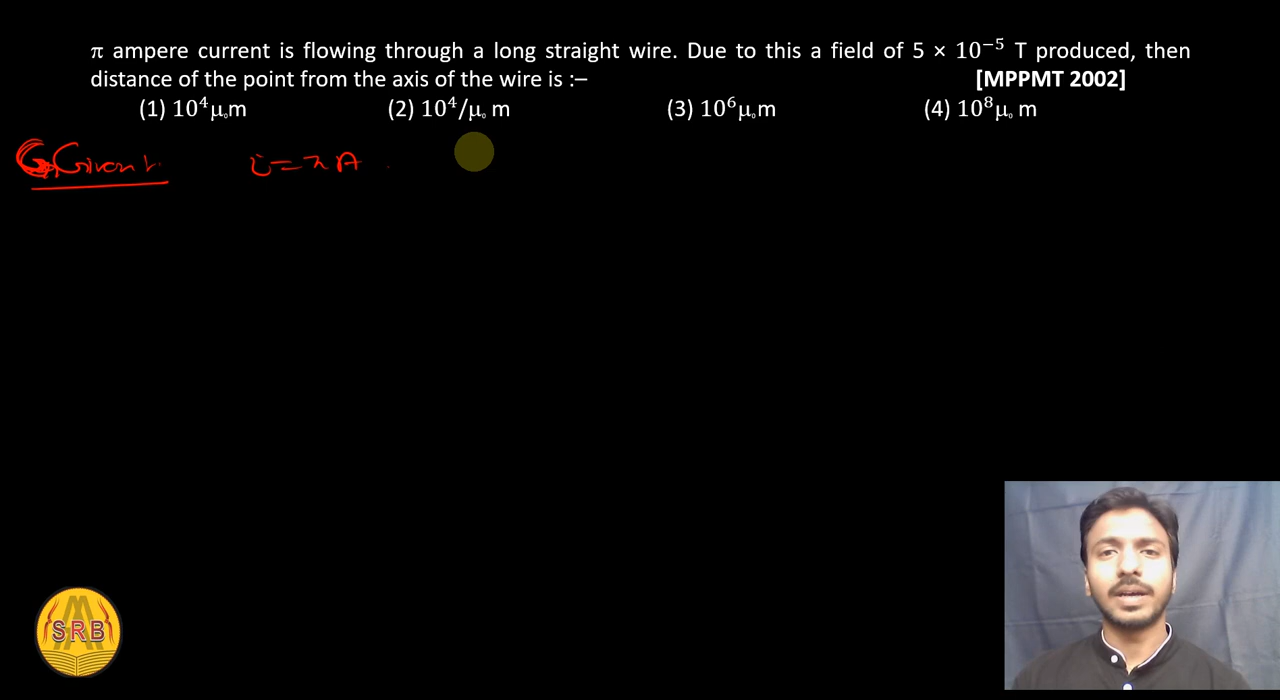 π ampere current is flowing through a long straight wire. Due to this a field of 5 × 10⁻⁵ T produced, then
distance of the point from the axis of the wire is :– [MPPMT 2002]
(1) 10⁴μ₀m (2) 10⁴/μ₀ m (3) 10⁶μ₀m (4) 10⁸μ₀ m
Given:- i = π A
SRB